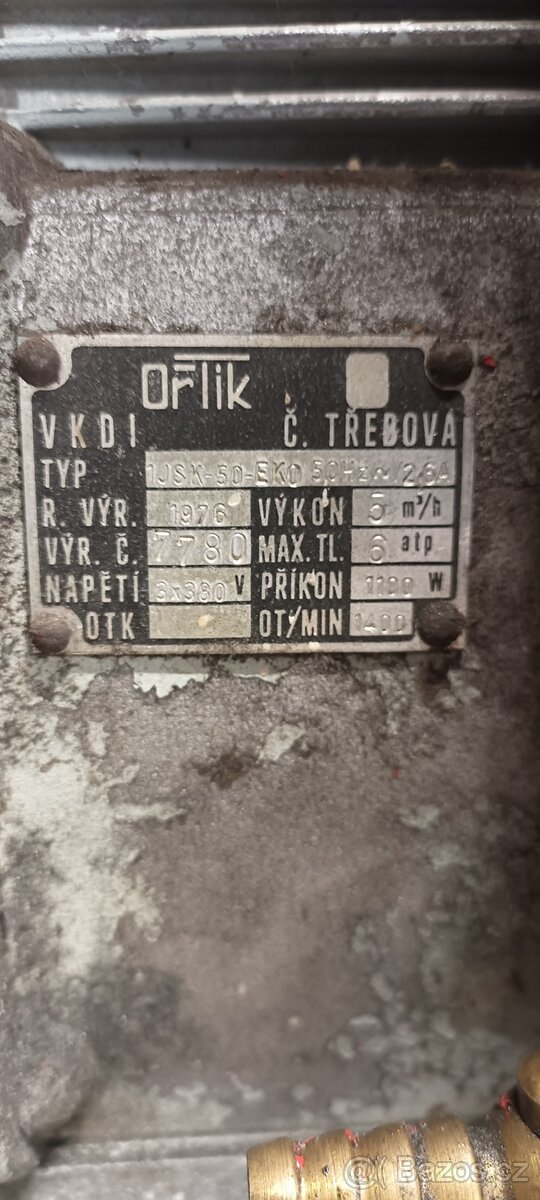 Ořlik
VKDI Č. TŘEBOVÁ
TYP 1JSK-50-EKO 50Hz~/2,6A
R. VÝR. 1976 VÝKON 5 m³/h
VÝR. Č. 7780 MAX. TL. 6 atp
NAPĚTÍ 3x380 V PŘÍKON 1100 W
OTK OT/MIN 1400
Bazos.cz